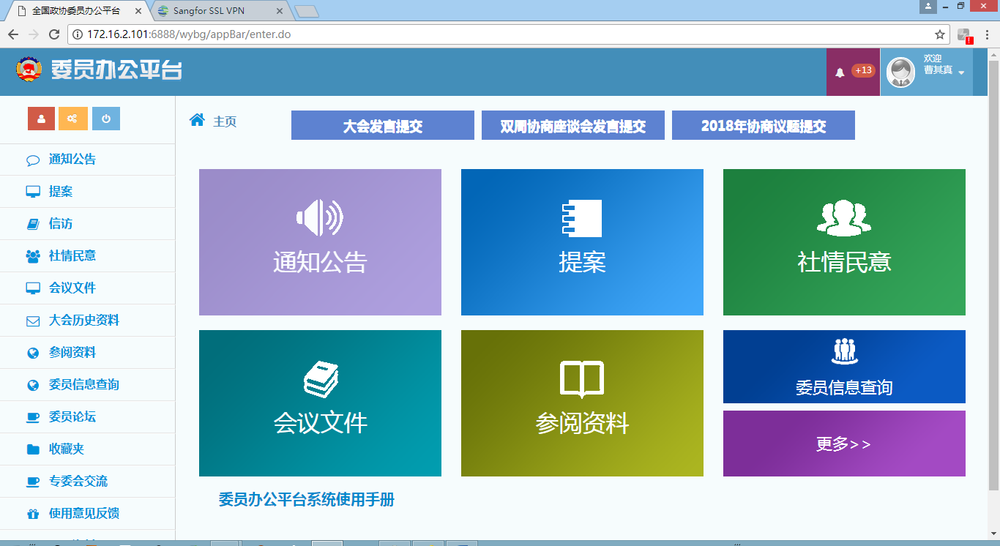 全国政协委员办公平台
Sangfor SSL VPN
172.16.2.101:6888/wybg/appBar/enter.do
委员办公平台
+13
欢迎
曹其真
主页
大会发言提交
双周协商座谈会发言提交
2018年协商议题提交
通知公告
提案
信访
社情民意
会议文件
大会历史资料
参阅资料
委员信息查询
委员论坛
收藏夹
专委会交流
使用意见反馈
通知公告
提案
社情民意
会议文件
参阅资料
委员信息查询
更多>>
委员办公平台系统使用手册